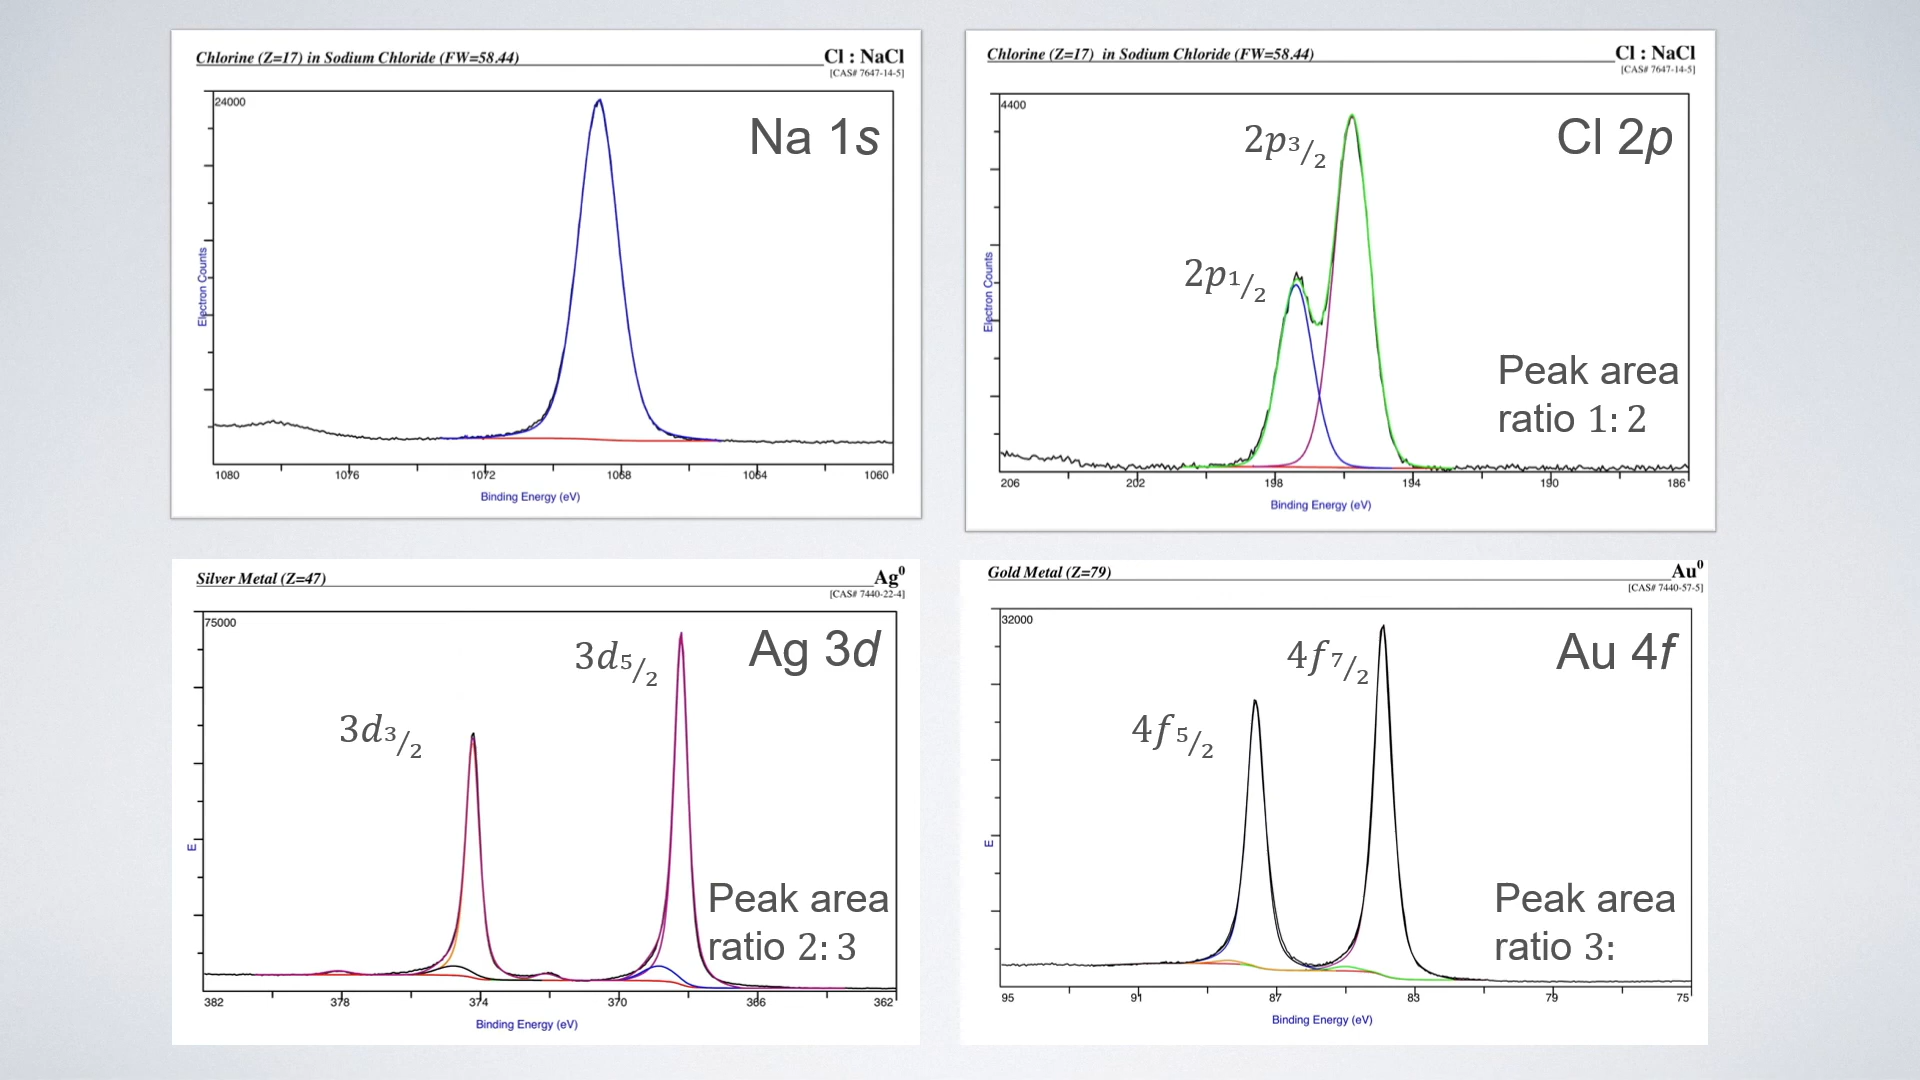 Chlorine (Z=17) in Sodium Chloride (FW=58.44)
Cl : NaCl
[CAS# 7647-14-5]
24000
Na 1s
Electron Counts
1080 1076 1072 1068 1064 1060
Binding Energy (eV)
Chlorine (Z=17) in Sodium Chloride (FW=58.44)
Cl : NaCl
[CAS# 7647-14-5]
4400
Cl 2p
2p3/2
2p1/2
Peak area
ratio 1: 2
Electron Counts
206 202 198 194 190 186
Binding Energy (eV)
Silver Metal (Z=47)
Ag0
[CAS# 7440-22-4]
75000
Ag 3d
3d5/2
3d3/2
Peak area
ratio 2: 3
E
382 378 374 370 366 362
Binding Energy (eV)
Gold Metal (Z=79)
Au0
[CAS# 7440-57-5]
32000
Au 4f
4f7/2
4f5/2
Peak area
ratio 3:
E
95 91 87 83 79 75
Binding Energy (eV)